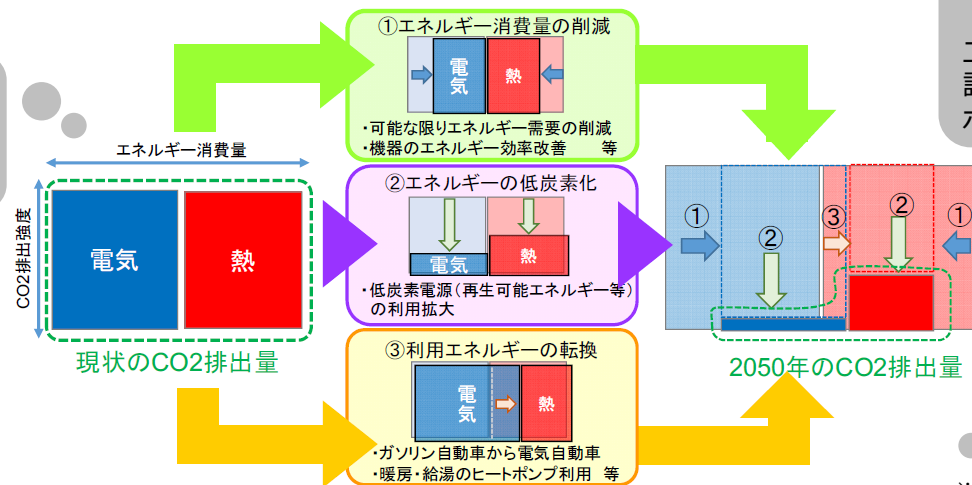 ①エネルギー消費量の削減
電気
熱
・可能な限りエネルギー需要の削減
・機器のエネルギー効率改善　等
エネルギー消費量
CO2排出強度
電気
熱
現状のCO2排出量
②エネルギーの低炭素化
電気
熱
・低炭素電源（再生可能エネルギー等）
の利用拡大
③利用エネルギーの転換
電気
熱
・ガソリン自動車から電気自動車
・暖房・給湯のヒートポンプ利用　等
①
②
③
②
①
2050年のCO2排出量